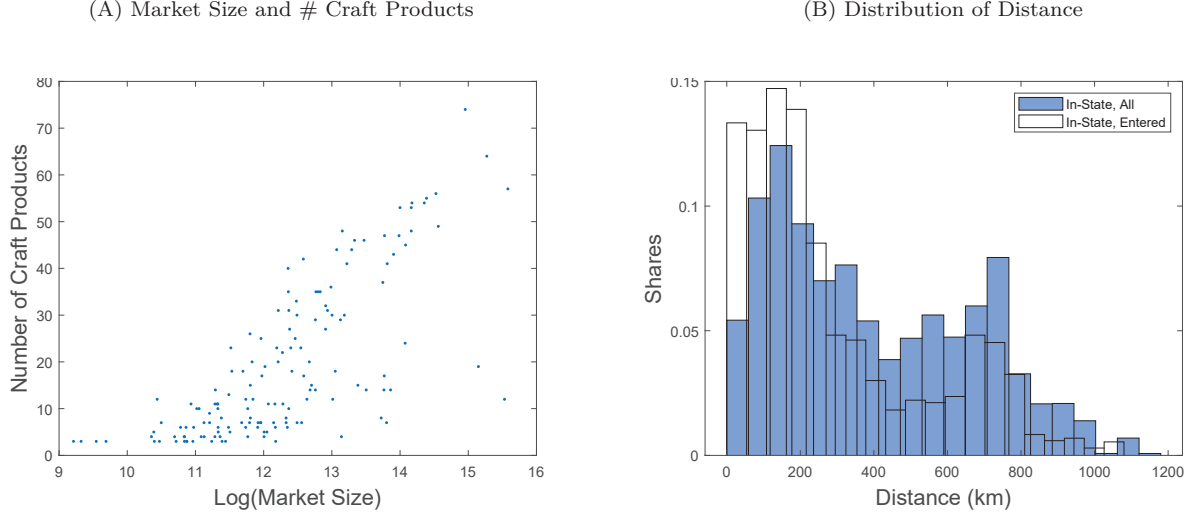 (A) Market Size and # Craft Products
80
70
60
50
40
30
20
10
0
Number of Craft Products
9 10 11 12 13 14 15 16
Log(Market Size)
(B) Distribution of Distance
0.15
0.1
0.05
0
Shares
In-State, All
In-State, Entered
0 200 400 600 800 1000 1200
Distance (km)